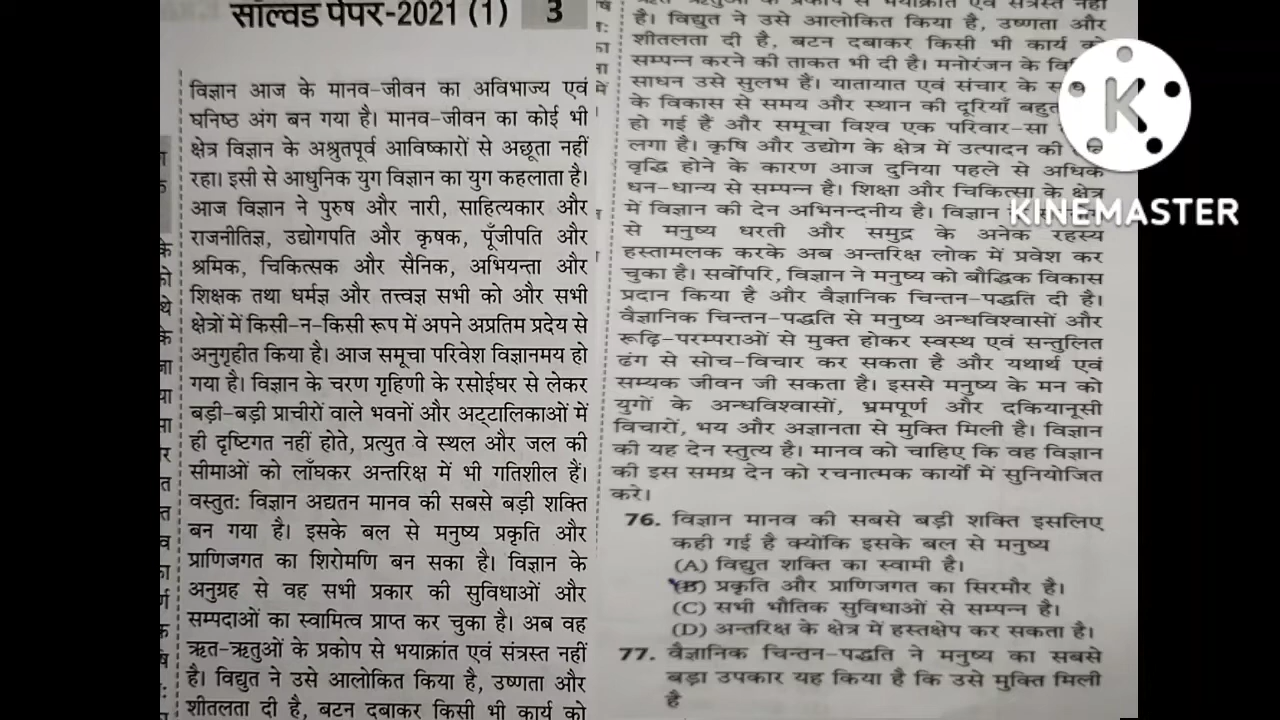 सॉल्वड पेपर-2021 (1) 3
विज्ञान आज के मानव-जीवन का अविभाज्य एवं
घनिष्ठ अंग बन गया है। मानव-जीवन का कोई भी
क्षेत्र विज्ञान के अश्रुतपूर्व आविष्कारों से अछूता नहीं
रहा। इसी से आधुनिक युग विज्ञान का युग कहलाता है।
आज विज्ञान ने पुरुष और नारी, साहित्यकार और
राजनीतिज्ञ, उद्योगपति और कृषक, पूँजीपति और
श्रमिक, चिकित्सक और सैनिक, अभियन्ता और
शिक्षक तथा धर्मज्ञ और तत्त्वज्ञ सभी को और सभी
क्षेत्रों में किसी-न-किसी रूप में अपने अप्रतिम प्रदेय से
अनुगृहीत किया है। आज समूचा परिवेश विज्ञानमय हो
गया है। विज्ञान के चरण गृहिणी के रसोईघर से लेकर
बड़ी-बड़ी प्राचीरों वाले भवनों और अट्टालिकाओं में
ही दृष्टिगत नहीं होते, प्रत्युत वे स्थल और जल की
सीमाओं को लाँघकर अन्तरिक्ष में भी गतिशील हैं।
वस्तुत: विज्ञान अद्यतन मानव की सबसे बड़ी शक्ति
बन गया है। इसके बल से मनुष्य प्रकृति और
प्राणिजगत का शिरोमणि बन सका है। विज्ञान के
अनुग्रह से वह सभी प्रकार की सुविधाओं और
सम्पदाओं का स्वामित्व प्राप्त कर चुका है। अब वह
ऋत-ऋतुओं के प्रकोप से भयाक्रांत एवं संत्रस्त नहीं
है। विद्युत ने उसे आलोकित किया है, उष्णता और
शीतलता दी है, बटन दबाकर किसी भी कार्य को
ऋत-ऋतुओं के प्रकोप से भयाक्रांत एवं संत्रस्त नहीं
है। विद्युत ने उसे आलोकित किया है, उष्णता और
शीतलता दी है, बटन दबाकर किसी भी कार्य को
सम्पन्न करने की ताकत भी दी है। मनोरंजन के
साधन उसे सुलभ हैं। यातायात एवं संचार के
के विकास से समय और स्थान की दूरियाँ
हो गई हैं और समूचा विश्व एक परिवार-सा
लगा है। कृषि और उद्योग के क्षेत्र में उत्पादन की
वृद्धि होने के कारण आज दुनिया पहले से अधिक
धन-धान्य से सम्पन्न है। शिक्षा और चिकित्सा के क्षेत्र
में विज्ञान की देन अभिनन्दनीय है। विज्ञान
से मनुष्य धरती और समुद्र के अनेक रहस्य
हस्तामलक करके अब अन्तरिक्ष लोक में प्रवेश कर
चुका है। सर्वोपरि, विज्ञान ने मनुष्य को बौद्धिक विकास
प्रदान किया है और वैज्ञानिक चिन्तन-पद्धति दी है।
वैज्ञानिक चिन्तन-पद्धति से मनुष्य अन्धविश्वासों और
रूढ़ि-परम्पराओं से मुक्त होकर स्वस्थ एवं सन्तुलित
ढंग से सोच-विचार कर सकता है और यथार्थ एवं
सम्यक जीवन जी सकता है। इससे मनुष्य के मन को
युगों के अन्धविश्वासों, भ्रमपूर्ण और दकियानूसी
विचारों, भय और अज्ञानता से मुक्ति मिली है। विज्ञान
की यह देन स्तुत्य है। मानव को चाहिए कि वह विज्ञान
की इस समग्र देन को रचनात्मक कार्यों में सुनियोजित
करे।
76. विज्ञान मानव की सबसे बड़ी शक्ति इसलिए
कही गई है क्योंकि इसके बल से मनुष्य
(A) विद्युत शक्ति का स्वामी है।
(B) प्रकृति और प्राणिजगत का सिरमौर है।
(C) सभी भौतिक सुविधाओं से सम्पन्न है।
(D) अन्तरिक्ष के क्षेत्र में हस्तक्षेप कर सकता है।
77. वैज्ञानिक चिन्तन-पद्धति ने मनुष्य का सबसे
बड़ा उपकार यह किया है कि उसे मुक्ति मिली
है
K
KINEMASTER